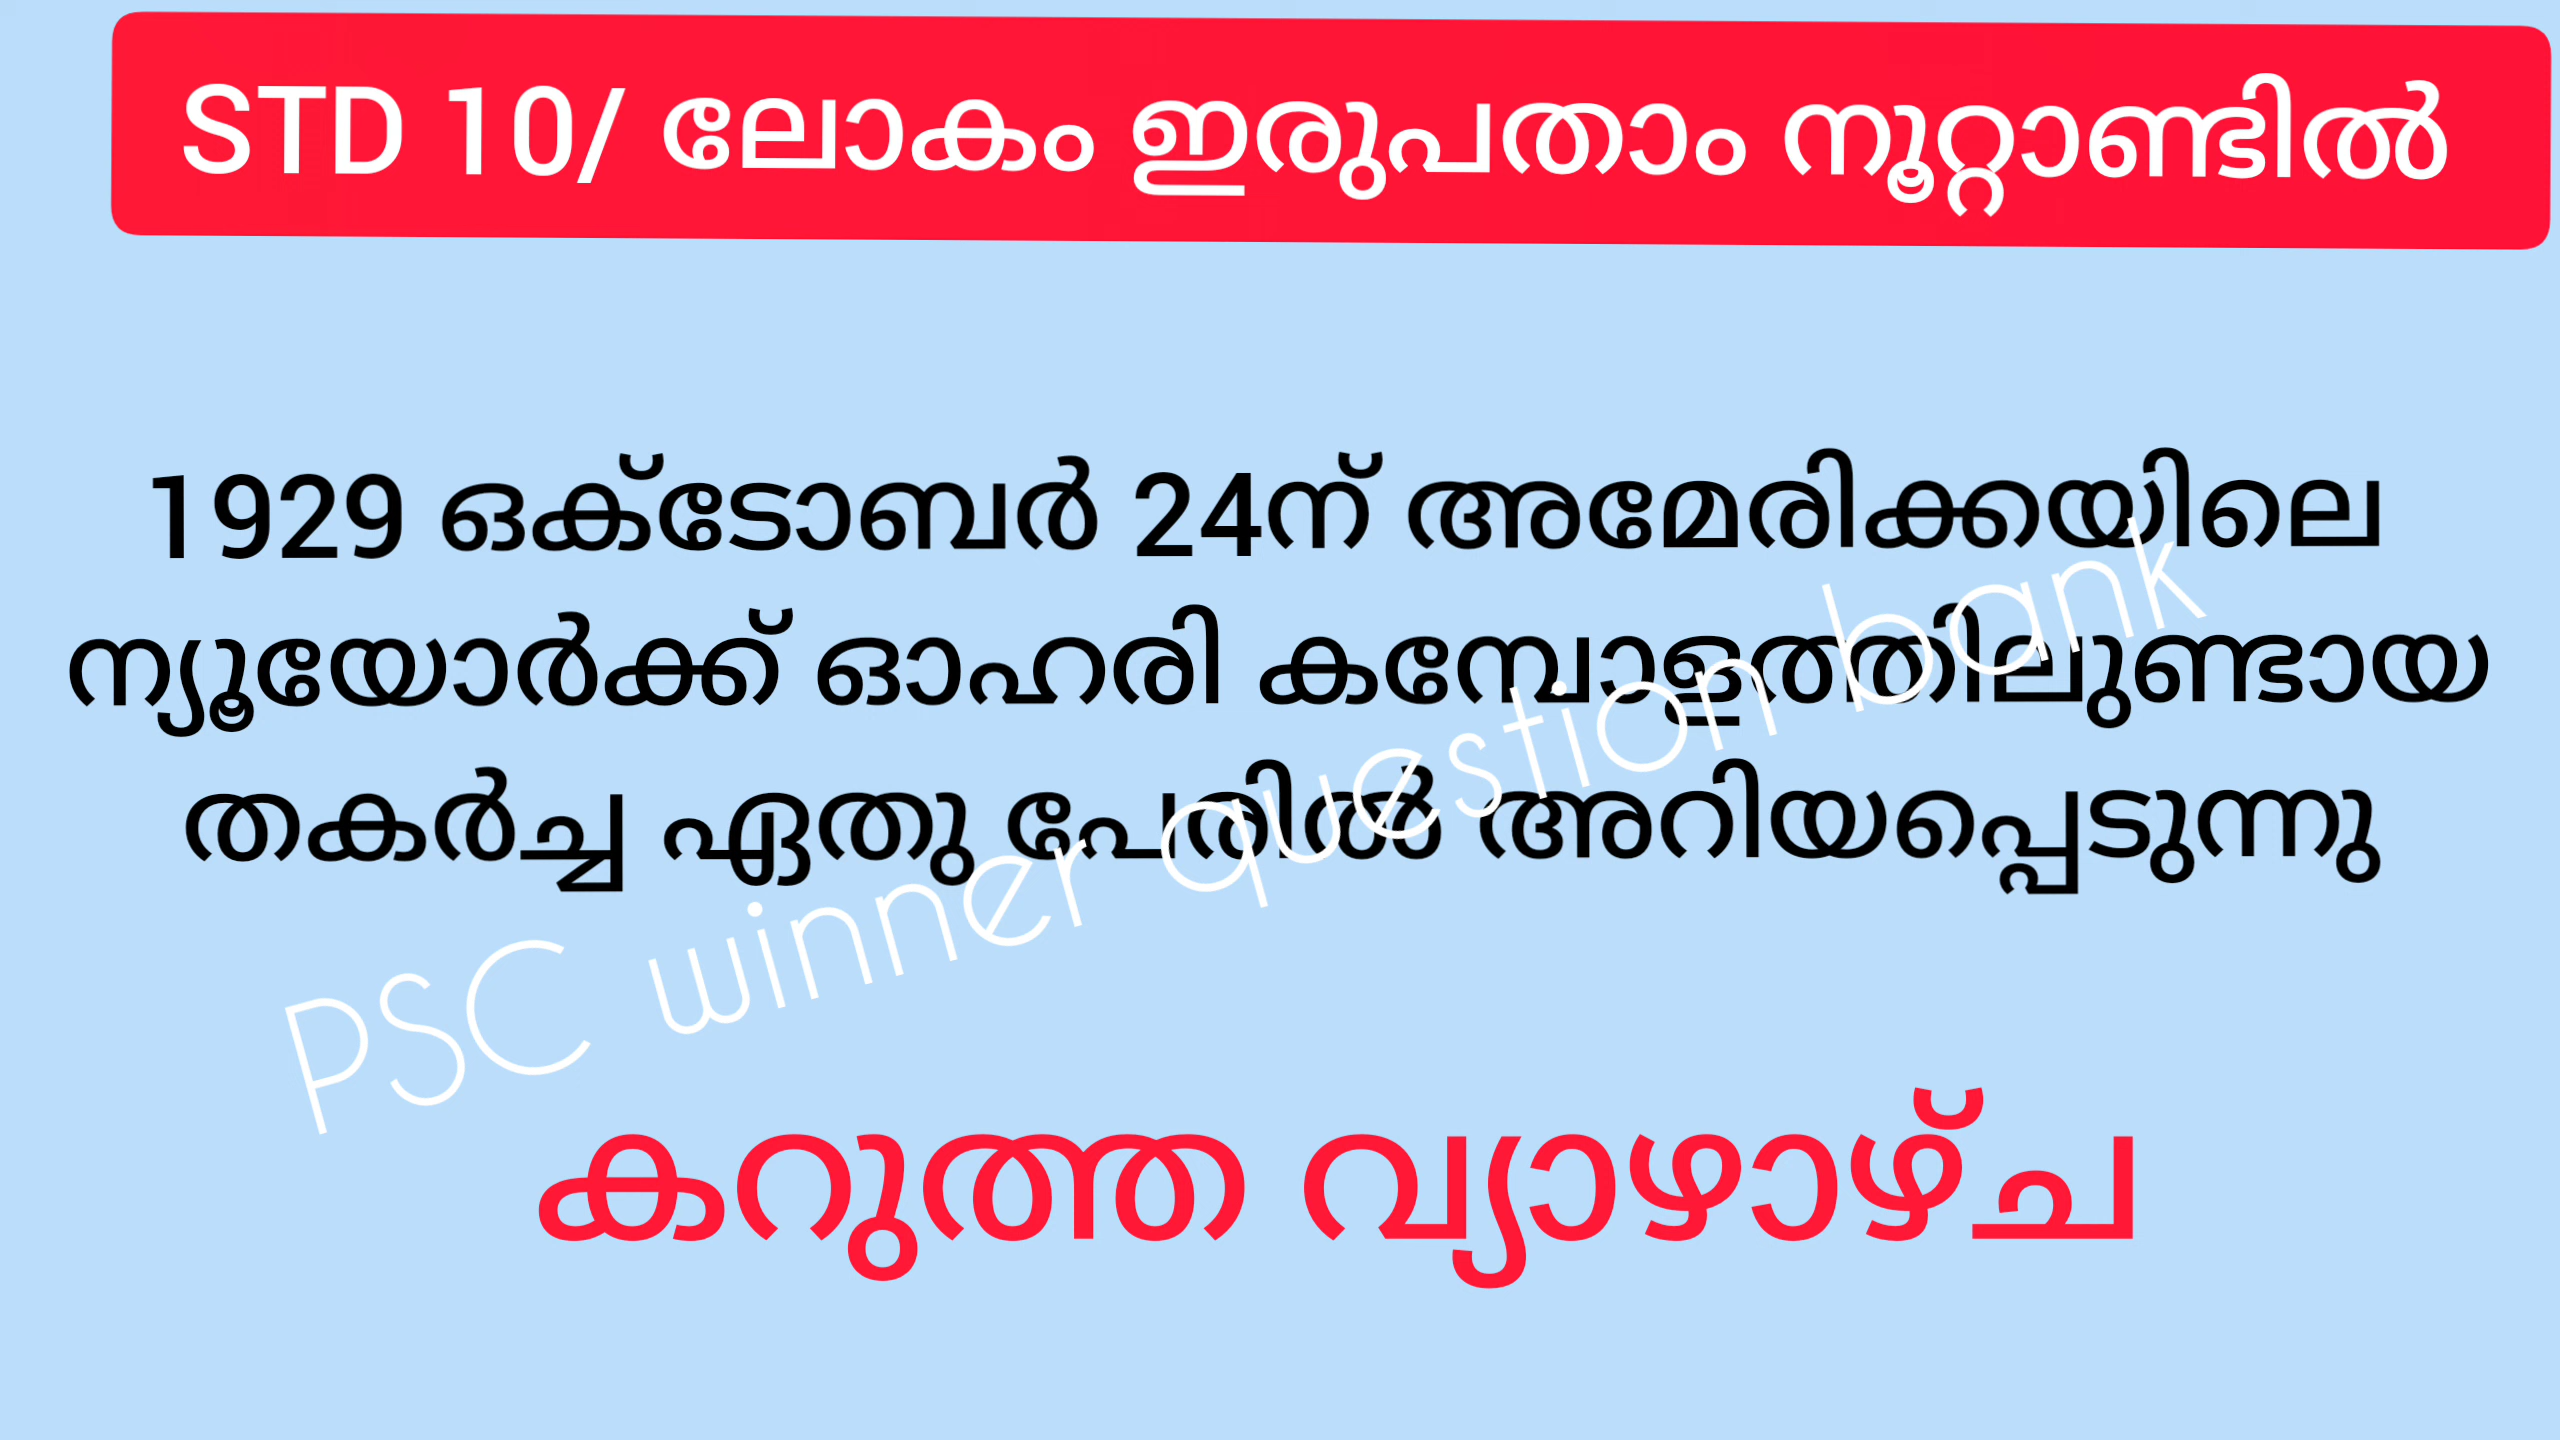 STD 10/ ലോകം ഇരുപതാം നൂറ്റാണ്ടിൽ
1929 ഒക്ടോബർ 24ന് അമേരിക്കയിലെ
ന്യൂയോർക്ക് ഓഹരി കമ്പോളത്തിലുണ്ടായ
തകർച്ച ഏതു പേരിൽ അറിയപ്പെടുന്നു
PSC winner question bank
കറുത്ത വ്യാഴാഴ്ച